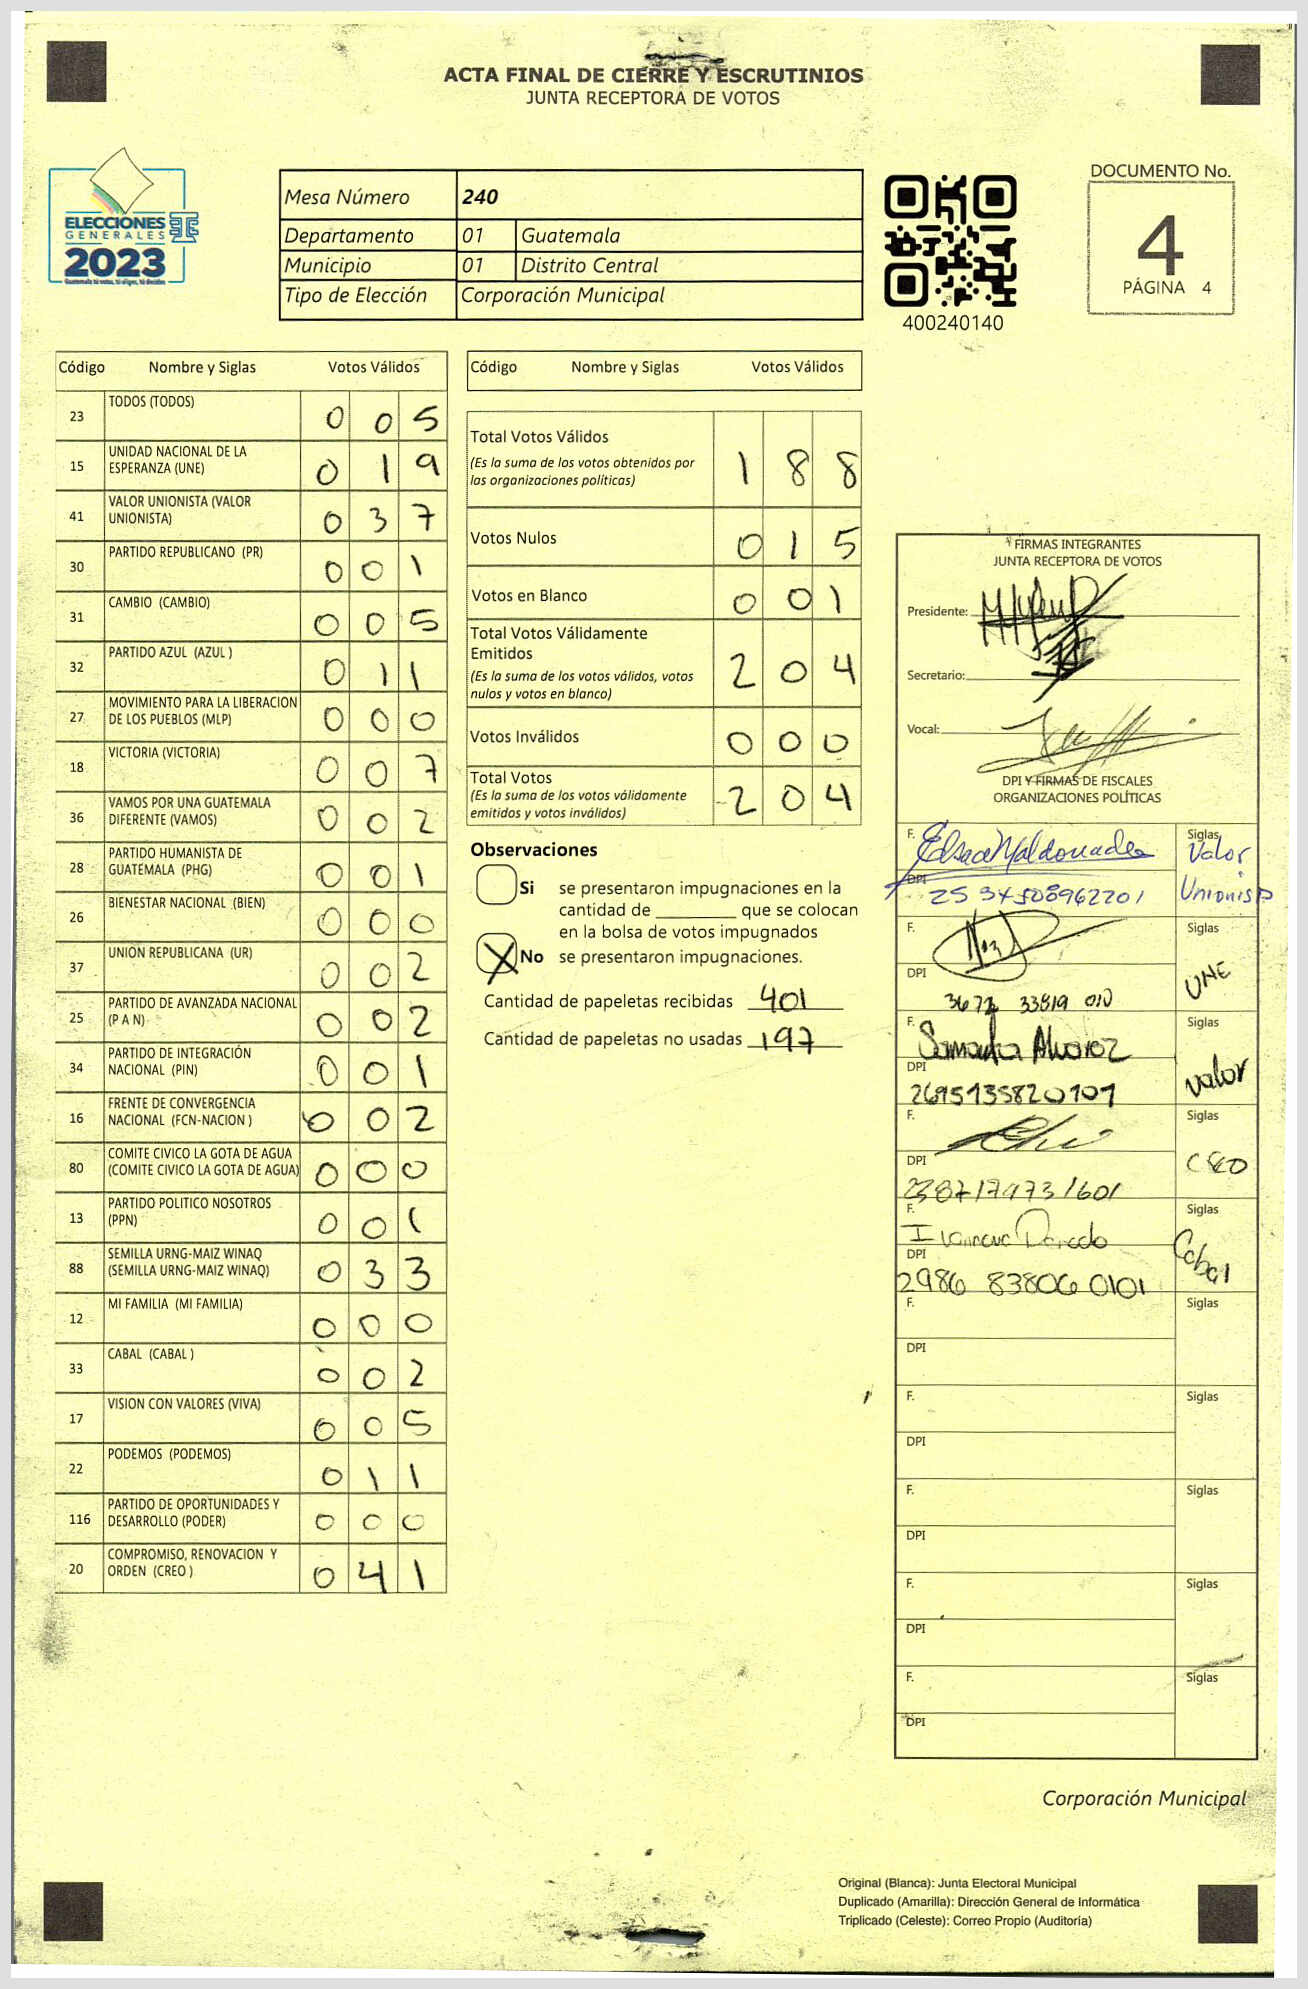 ACTA FINAL DE CIERRE Y ESCRUTINIOS
JUNTA RECEPTORA DE VOTOS
ELECCIONES
GENERALES
2023
Guatemala tú votas, tú eliges, tú decides
Mesa Número 240
Departamento 01 Guatemala
Municipio 01 Distrito Central
Tipo de Elección Corporación Municipal
400240140
DOCUMENTO No.
4
PÁGINA 4
Código Nombre y Siglas Votos Válidos
23 TODOS (TODOS) 0 0 5
15 UNIDAD NACIONAL DE LA
ESPERANZA (UNE) 0 1 9
41 VALOR UNIONISTA (VALOR
UNIONISTA) 0 3 7
30 PARTIDO REPUBLICANO (PR) 0 0 1
31 CAMBIO (CAMBIO) 0 0 5
32 PARTIDO AZUL (AZUL ) 0 1 1
27 MOVIMIENTO PARA LA LIBERACION
DE LOS PUEBLOS (MLP) 0 0 0
18 VICTORIA (VICTORIA) 0 0 7
36 VAMOS POR UNA GUATEMALA
DIFERENTE (VAMOS) 0 0 2
28 PARTIDO HUMANISTA DE
GUATEMALA (PHG) 0 0 1
26 BIENESTAR NACIONAL (BIEN) 0 0 0
37 UNION REPUBLICANA (UR) 0 0 2
25 PARTIDO DE AVANZADA NACIONAL
(P A N) 0 0 2
34 PARTIDO DE INTEGRACIÓN
NACIONAL (PIN) 0 0 1
16 FRENTE DE CONVERGENCIA
NACIONAL (FCN-NACION ) 0 0 2
80 COMITE CIVICO LA GOTA DE AGUA
(COMITE CIVICO LA GOTA DE AGUA) 0 0 0
13 PARTIDO POLITICO NOSOTROS
(PPN) 0 0 1
88 SEMILLA URNG-MAIZ WINAQ
(SEMILLA URNG-MAIZ WINAQ) 0 3 3
12 MI FAMILIA (MI FAMILIA) 0 0 0
33 CABAL (CABAL ) 0 0 2
17 VISION CON VALORES (VIVA) 0 0 5
22 PODEMOS (PODEMOS) 0 1 1
116 PARTIDO DE OPORTUNIDADES Y
DESARROLLO (PODER) 0 0 0
20 COMPROMISO, RENOVACION Y
ORDEN (CREO ) 0 4 1
Código Nombre y Siglas Votos Válidos
Total Votos Válidos
(Es la suma de los votos obtenidos por
las organizaciones políticas) 1 8 8
Votos Nulos 0 1 5
Votos en Blanco 0 0 1
Total Votos Válidamente
Emitidos
(Es la suma de los votos válidos, votos
nulos y votos en blanco) 2 0 4
Votos Inválidos 0 0 0
Total Votos
(Es la suma de los votos válidamente
emitidos y votos inválidos) 2 0 4
Observaciones
Si se presentaron impugnaciones en la
cantidad de ________ que se colocan
en la bolsa de votos impugnados
X No se presentaron impugnaciones.
Cantidad de papeletas recibidas 401
Cantidad de papeletas no usadas 197
FIRMAS INTEGRANTES
JUNTA RECEPTORA DE VOTOS
Presidente:
Secretario:
Vocal:
DPI Y FIRMAS DE FISCALES
ORGANIZACIONES POLÍTICAS
F. Maldonado Siglas Valor
DPI Unionista
F. Siglas
DPI UNE
3672 33819 010
F. Samanta Alvarez Siglas
DPI valor
2695135820101
F. Siglas
DPI CREO
2387179731601
F. Siglas
DPI Cabal
2986 83806 0101
F. Siglas
DPI
F. Siglas
DPI
F. Siglas
DPI
F. Siglas
DPI
F. Siglas
DPI
Corporación Municipal
Original (Blanca): Junta Electoral Municipal
Duplicado (Amarilla): Dirección General de Informática
Triplicado (Celeste): Correo Propio (Auditoría)